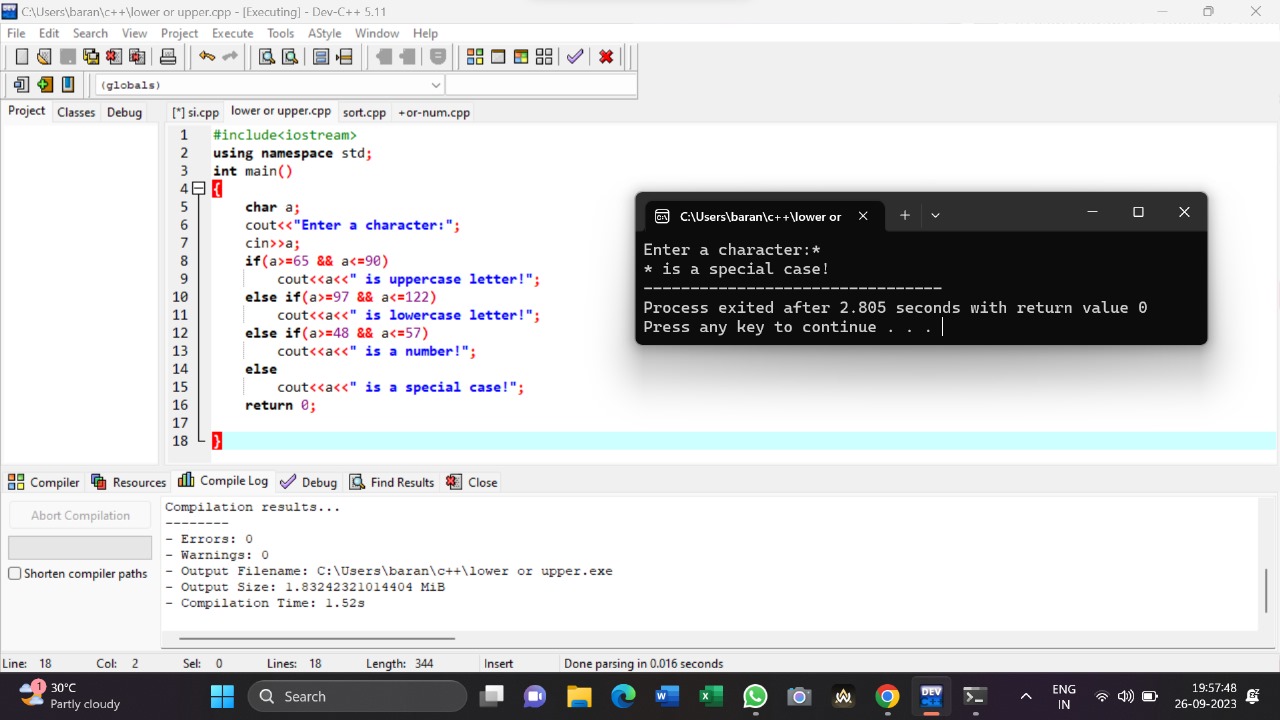 C:\Users\baran\c++\lower or upper.cpp - [Executing] - Dev-C++ 5.11
File Edit Search View Project Execute Tools AStyle Window Help
(globals)
Project Classes Debug [*] si.cpp lower or upper.cpp sort.cpp +or-num.cpp
1 #include<iostream>
2 using namespace std;
3 int main()
4 {
5 char a;
6 cout<<"Enter a character:";
7 cin>>a;
8 if(a>=65 && a<=90)
9 cout<<a<<" is uppercase letter!";
10 else if(a>=97 && a<=122)
11 cout<<a<<" is lowercase letter!";
12 else if(a>=48 && a<=57)
13 cout<<a<<" is a number!";
14 else
15 cout<<a<<" is a special case!";
16 return 0;
17
18 }
C:\Users\baran\c++\lower or
Enter a character:*
* is a special case!
--------------------------------
Process exited after 2.805 seconds with return value 0
Press any key to continue . . .
Compiler Resources Compile Log Debug Find Results Close
Abort Compilation
Shorten compiler paths
Compilation results...
--------
- Errors: 0
- Warnings: 0
- Output Filename: C:\Users\baran\c++\lower or upper.exe
- Output Size: 1.83242321014404 MiB
- Compilation Time: 1.52s
Line: 18 Col: 2 Sel: 0 Lines: 18 Length: 344 Insert Done parsing in 0.016 seconds
1
30°C
Partly cloudy
Search
W
X
DEV
C++
ENG
IN
19:57:48
26-09-2023